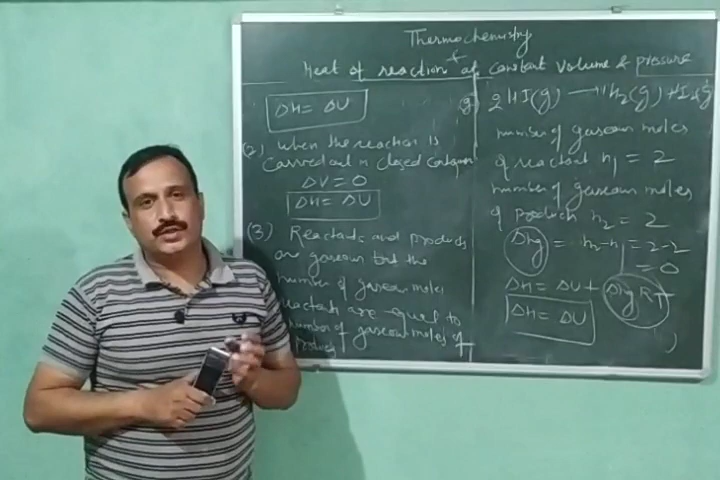 Thermochemistry
Heat of reaction at constant volume & pressure
ΔH = ΔU
(2) When the reaction is
carried out in closed
ΔV = 0
ΔH = ΔU
(3) Reactants and products
are gaseous but the
number of gaseous moles
reactants are equal to
number of gaseous moles of
products
2HI(g) → H2(g) + I2(g)
number of gaseous moles
of reactant n1 = 2
number of gaseous moles
of product n2 = 2
Δng = n2-n1 = 2-2
= 0
ΔH = ΔU + Δng RT
ΔH = ΔU